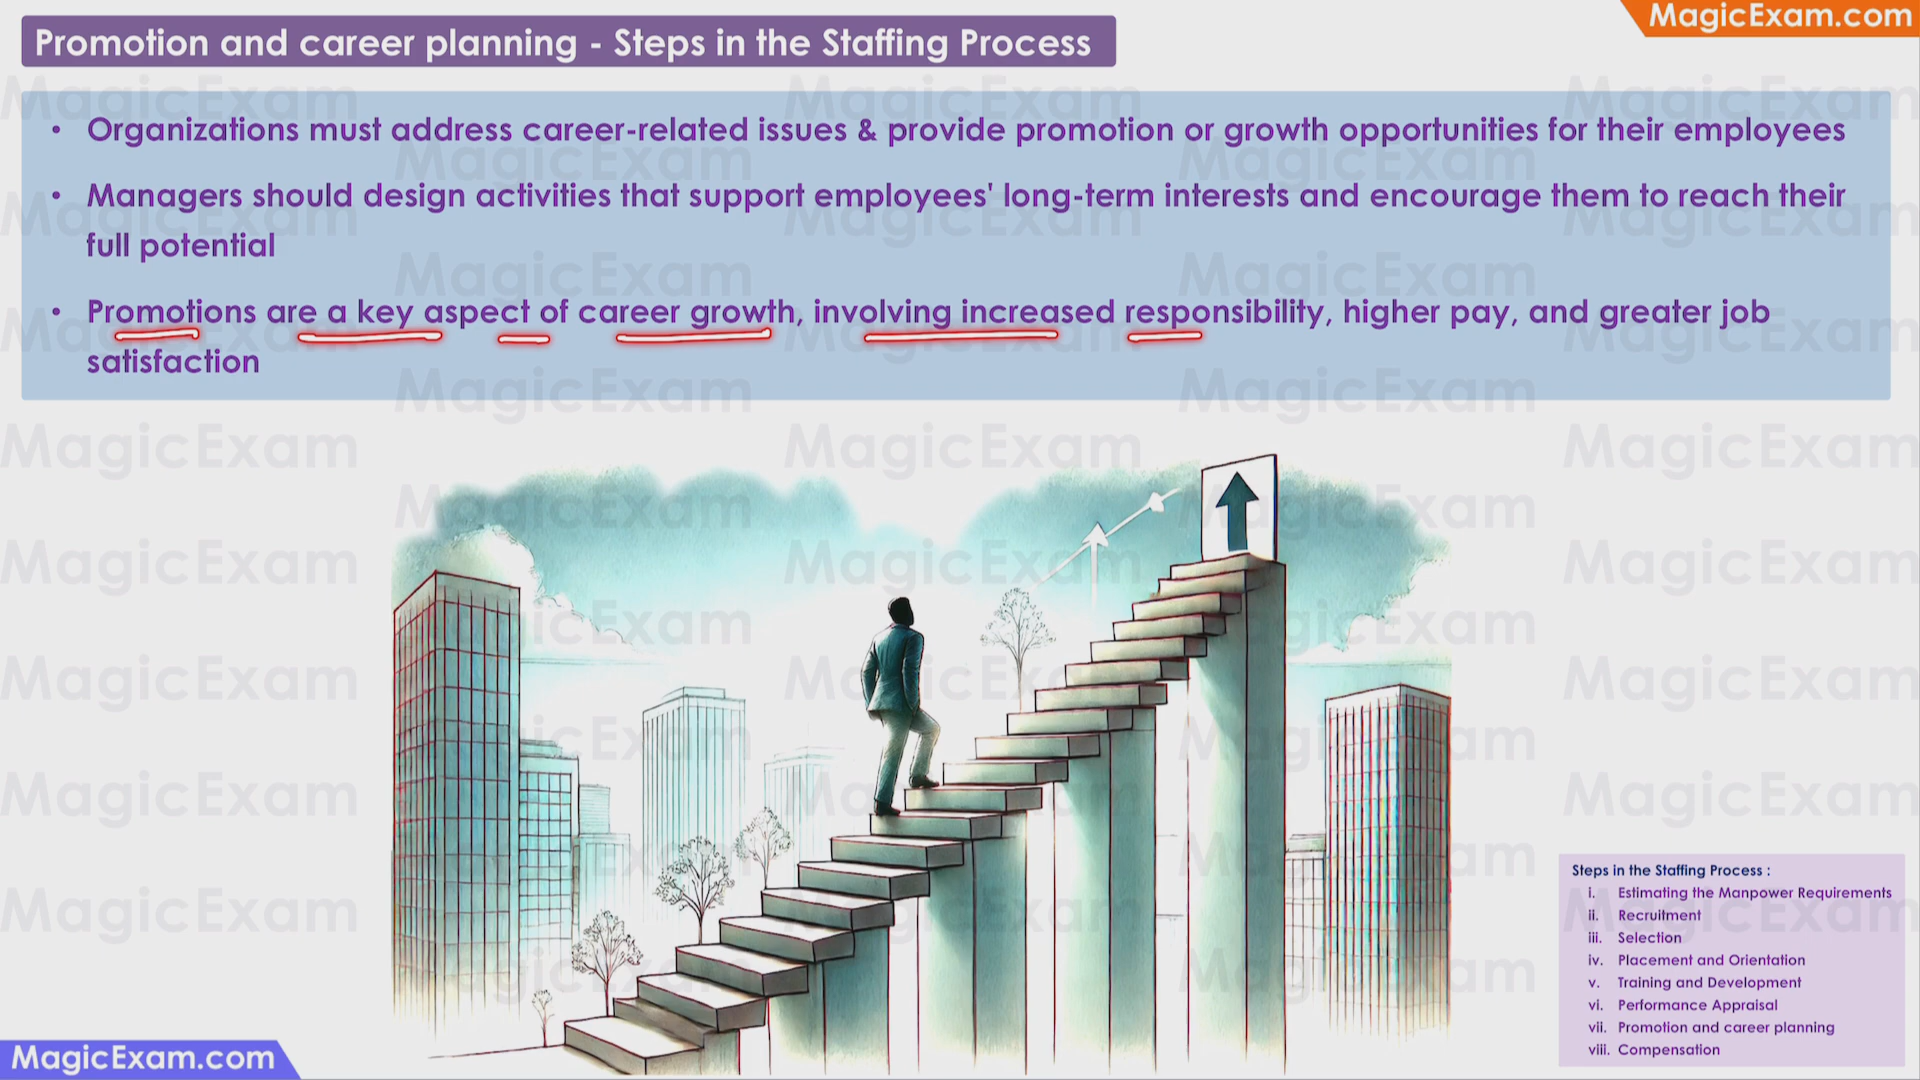 Promotion and career planning - Steps in the Staffing Process
MagicExam.com
• Organizations must address career-related issues & provide promotion or growth opportunities for their employees
• Managers should design activities that support employees' long-term interests and encourage them to reach their
full potential
• Promotions are a key aspect of career growth, involving increased responsibility, higher pay, and greater job
satisfaction
Steps in the Staffing Process :
i. Estimating the Manpower Requirements
ii. Recruitment
iii. Selection
iv. Placement and Orientation
v. Training and Development
vi. Performance Appraisal
vii. Promotion and career planning
viii. Compensation
MagicExam.com
MagicExam